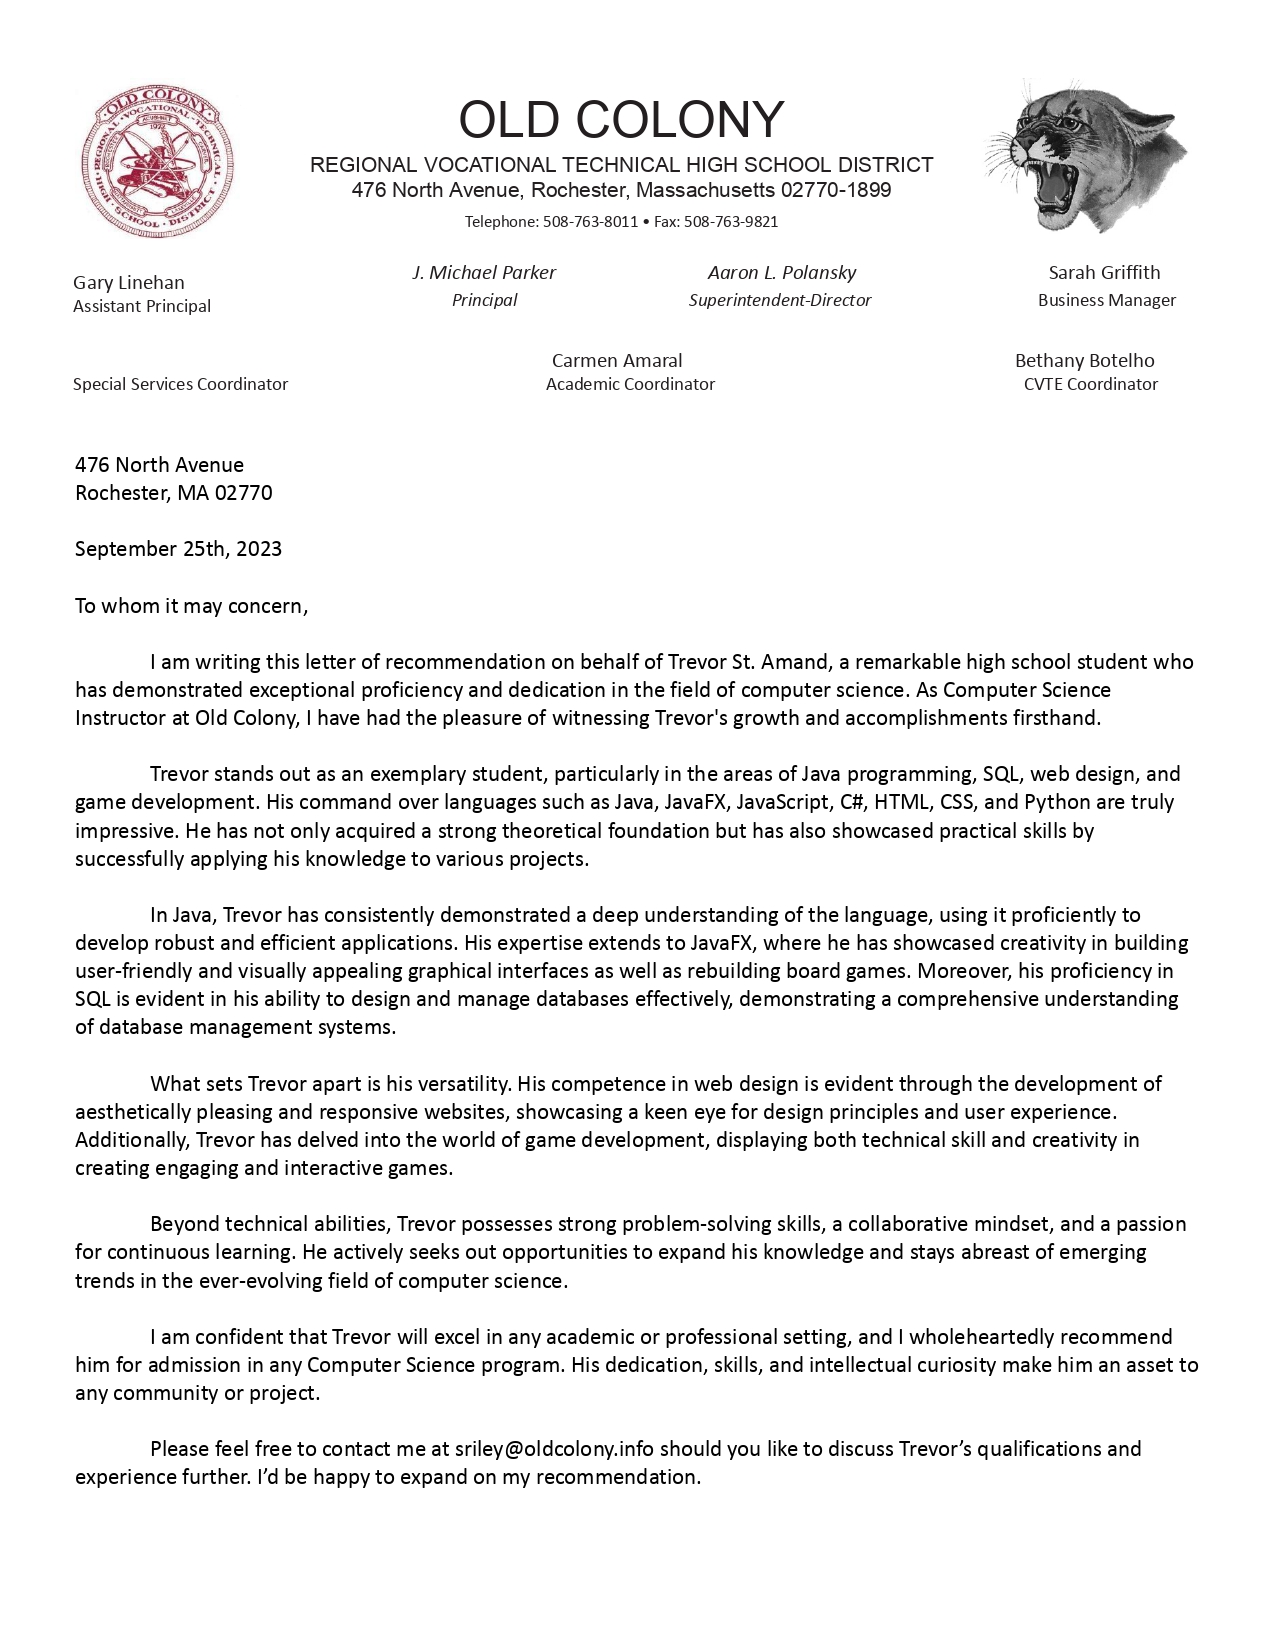 OLD COLONY
REGIONAL VOCATIONAL TECHNICAL HIGH SCHOOL DISTRICT
476 North Avenue, Rochester, Massachusetts 02770-1899
Telephone: 508-763-8011 • Fax: 508-763-9821
OLD COLONY
REGIONAL · VOCATIONAL · TECHNICAL
HIGH · SCHOOL · DISTRICT
Gary Linehan
Assistant Principal
J. Michael Parker
Principal
Aaron L. Polansky
Superintendent-Director
Sarah Griffith
Business Manager
Special Services Coordinator
Carmen Amaral
Academic Coordinator
Bethany Botelho
CVTE Coordinator
476 North Avenue
Rochester, MA 02770
September 25th, 2023
To whom it may concern,
I am writing this letter of recommendation on behalf of Trevor St. Amand, a remarkable high school student who
has demonstrated exceptional proficiency and dedication in the field of computer science. As Computer Science
Instructor at Old Colony, I have had the pleasure of witnessing Trevor's growth and accomplishments firsthand.
Trevor stands out as an exemplary student, particularly in the areas of Java programming, SQL, web design, and
game development. His command over languages such as Java, JavaFX, JavaScript, C#, HTML, CSS, and Python are truly
impressive. He has not only acquired a strong theoretical foundation but has also showcased practical skills by
successfully applying his knowledge to various projects.
In Java, Trevor has consistently demonstrated a deep understanding of the language, using it proficiently to
develop robust and efficient applications. His expertise extends to JavaFX, where he has showcased creativity in building
user-friendly and visually appealing graphical interfaces as well as rebuilding board games. Moreover, his proficiency in
SQL is evident in his ability to design and manage databases effectively, demonstrating a comprehensive understanding
of database management systems.
What sets Trevor apart is his versatility. His competence in web design is evident through the development of
aesthetically pleasing and responsive websites, showcasing a keen eye for design principles and user experience.
Additionally, Trevor has delved into the world of game development, displaying both technical skill and creativity in
creating engaging and interactive games.
Beyond technical abilities, Trevor possesses strong problem-solving skills, a collaborative mindset, and a passion
for continuous learning. He actively seeks out opportunities to expand his knowledge and stays abreast of emerging
trends in the ever-evolving field of computer science.
I am confident that Trevor will excel in any academic or professional setting, and I wholeheartedly recommend
him for admission in any Computer Science program. His dedication, skills, and intellectual curiosity make him an asset to
any community or project.
Please feel free to contact me at sriley@oldcolony.info should you like to discuss Trevor’s qualifications and
experience further. I’d be happy to expand on my recommendation.